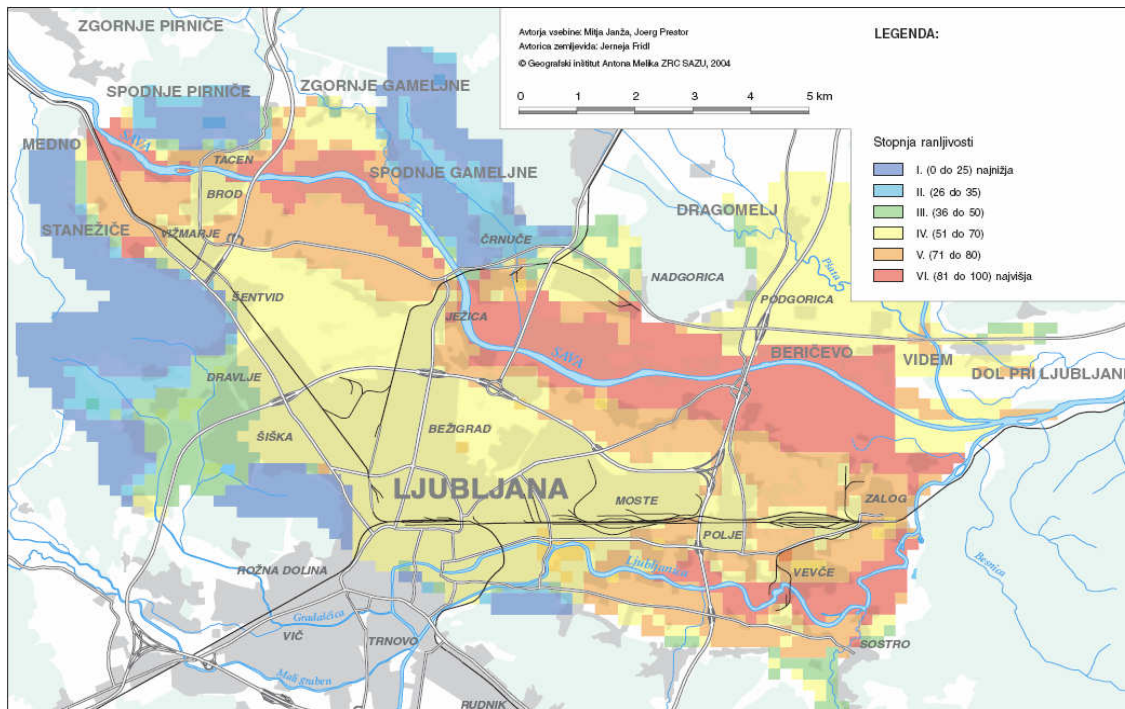 ZGORNJE PIRNIČE
Avtorja vsebine: Mitja Janža, Joerg Prestor
Avtorica zemljevida: Jerneja Fridl
© Geografski inštitut Antona Melika ZRC SAZU, 2004
LEGENDA:
0 1 2 3 4 5 km
ZGORNJE GAMELJNE
SPODNJE PIRNIČE
MEDNO
SAVA
TACEN
BROD
SPODNJE GAMELJNE
Stopnja ranljivosti
I. (0 do 25) najnižja
II. (26 do 35)
III. (36 do 50)
IV. (51 do 70)
V. (71 do 80)
VI. (81 do 100) najvišja
STANEŽIČE
VIŽMARJE
ČRNUČE
DRAGOMELJ
NADGORICA
PODGORICA
ŠENTVID
JEŽICA
SAVA
BERIČEVO
VIDEM
DOL PRI LJUBLJANI
DRAVLJE
ŠIŠKA
BEŽIGRAD
LJUBLJANA
MOSTE
ZALOG
POLJE
ROŽNA DOLINA
Ljubljanica
VEVČE
Besnica
Gradaščica
VIČ
TRNOVO
SOSTRO
Mali graben
RUDNIK